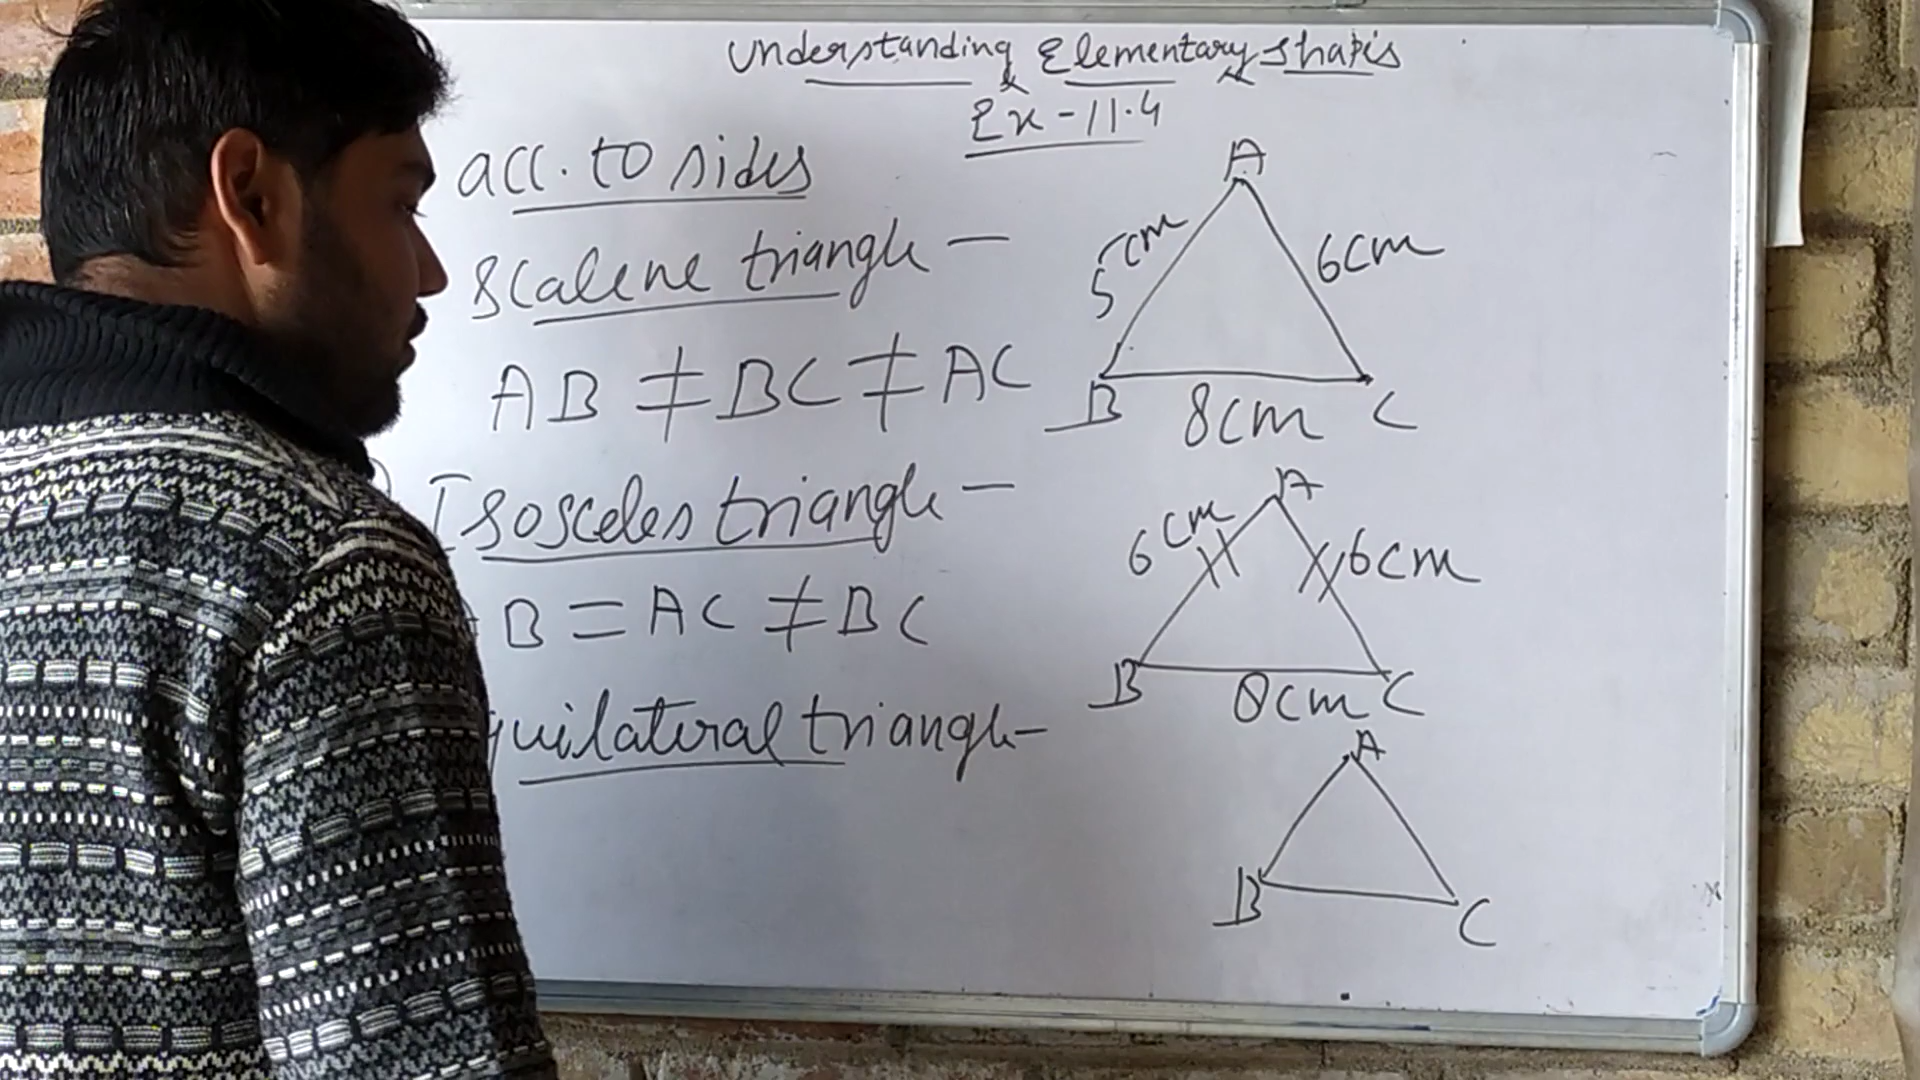 Understanding Elementary Shapes
Ex-11.4
acc. to sides
Scalene triangle -
AB ≠ BC ≠ AC
A
5cm
6cm
B
8cm
C
Isosceles triangle -
B = AC ≠ BC
A
6cm
6cm
B
8cm
C
quilateral triangle-
A
B
C